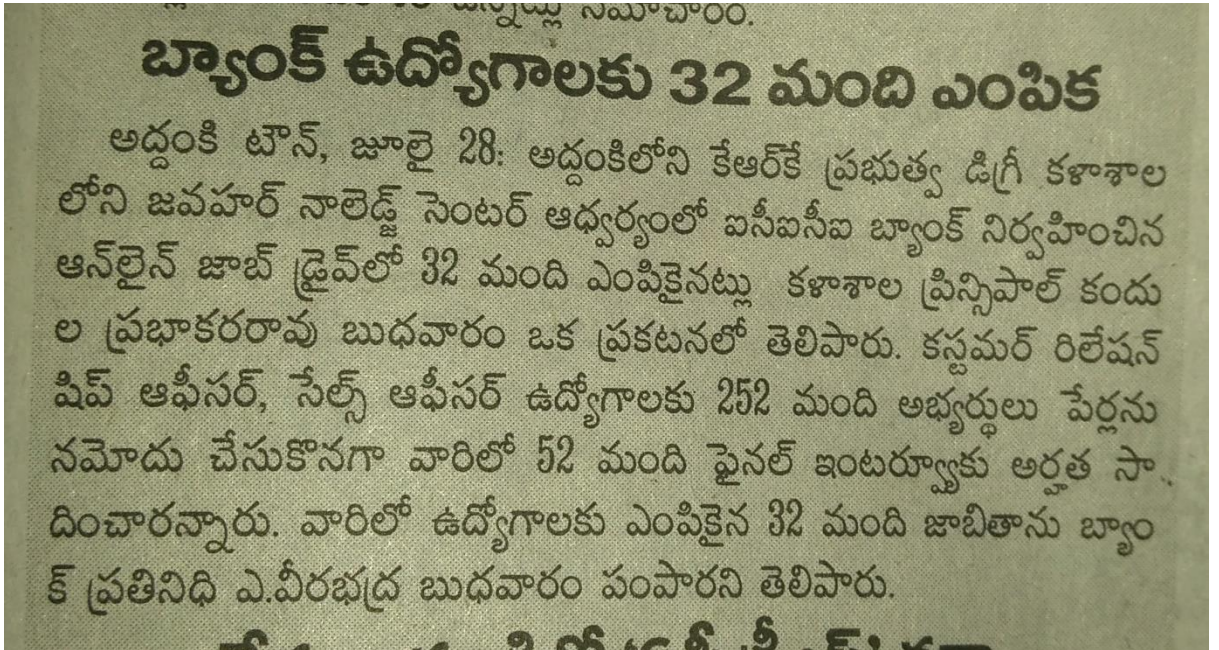 సమాచారం.
బ్యాంక్ ఉద్యోగాలకు 32 మంది ఎంపిక
అద్దంకి టౌన్, జూలై 28: అద్దంకిలోని కేఆర్‌కే ప్రభుత్వ డిగ్రీ కళాశాల
లోని జవహర్ నాలెడ్జ్ సెంటర్ ఆధ్వర్యంలో ఐసీఐసీఐ బ్యాంక్ నిర్వహించిన
ఆన్‌లైన్ జాబ్ డ్రైవ్‌లో 32 మంది ఎంపికైనట్లు కళాశాల ప్రిన్సిపాల్ కందు
ల ప్రభాకరరావు బుధవారం ఒక ప్రకటనలో తెలిపారు. కస్టమర్ రిలేషన్
షిప్ ఆఫీసర్, సేల్స్ ఆఫీసర్ ఉద్యోగాలకు 252 మంది అభ్యర్థులు పేర్లను
నమోదు చేసుకొనగా వారిలో 52 మంది ఫైనల్ ఇంటర్వ్యూకు అర్హత సా
దించారన్నారు. వారిలో ఉద్యోగాలకు ఎంపికైన 32 మంది జాబితాను బ్యాం
క్ ప్రతినిధి ఎ.వీరభద్ర బుధవారం పంపారని తెలిపారు.